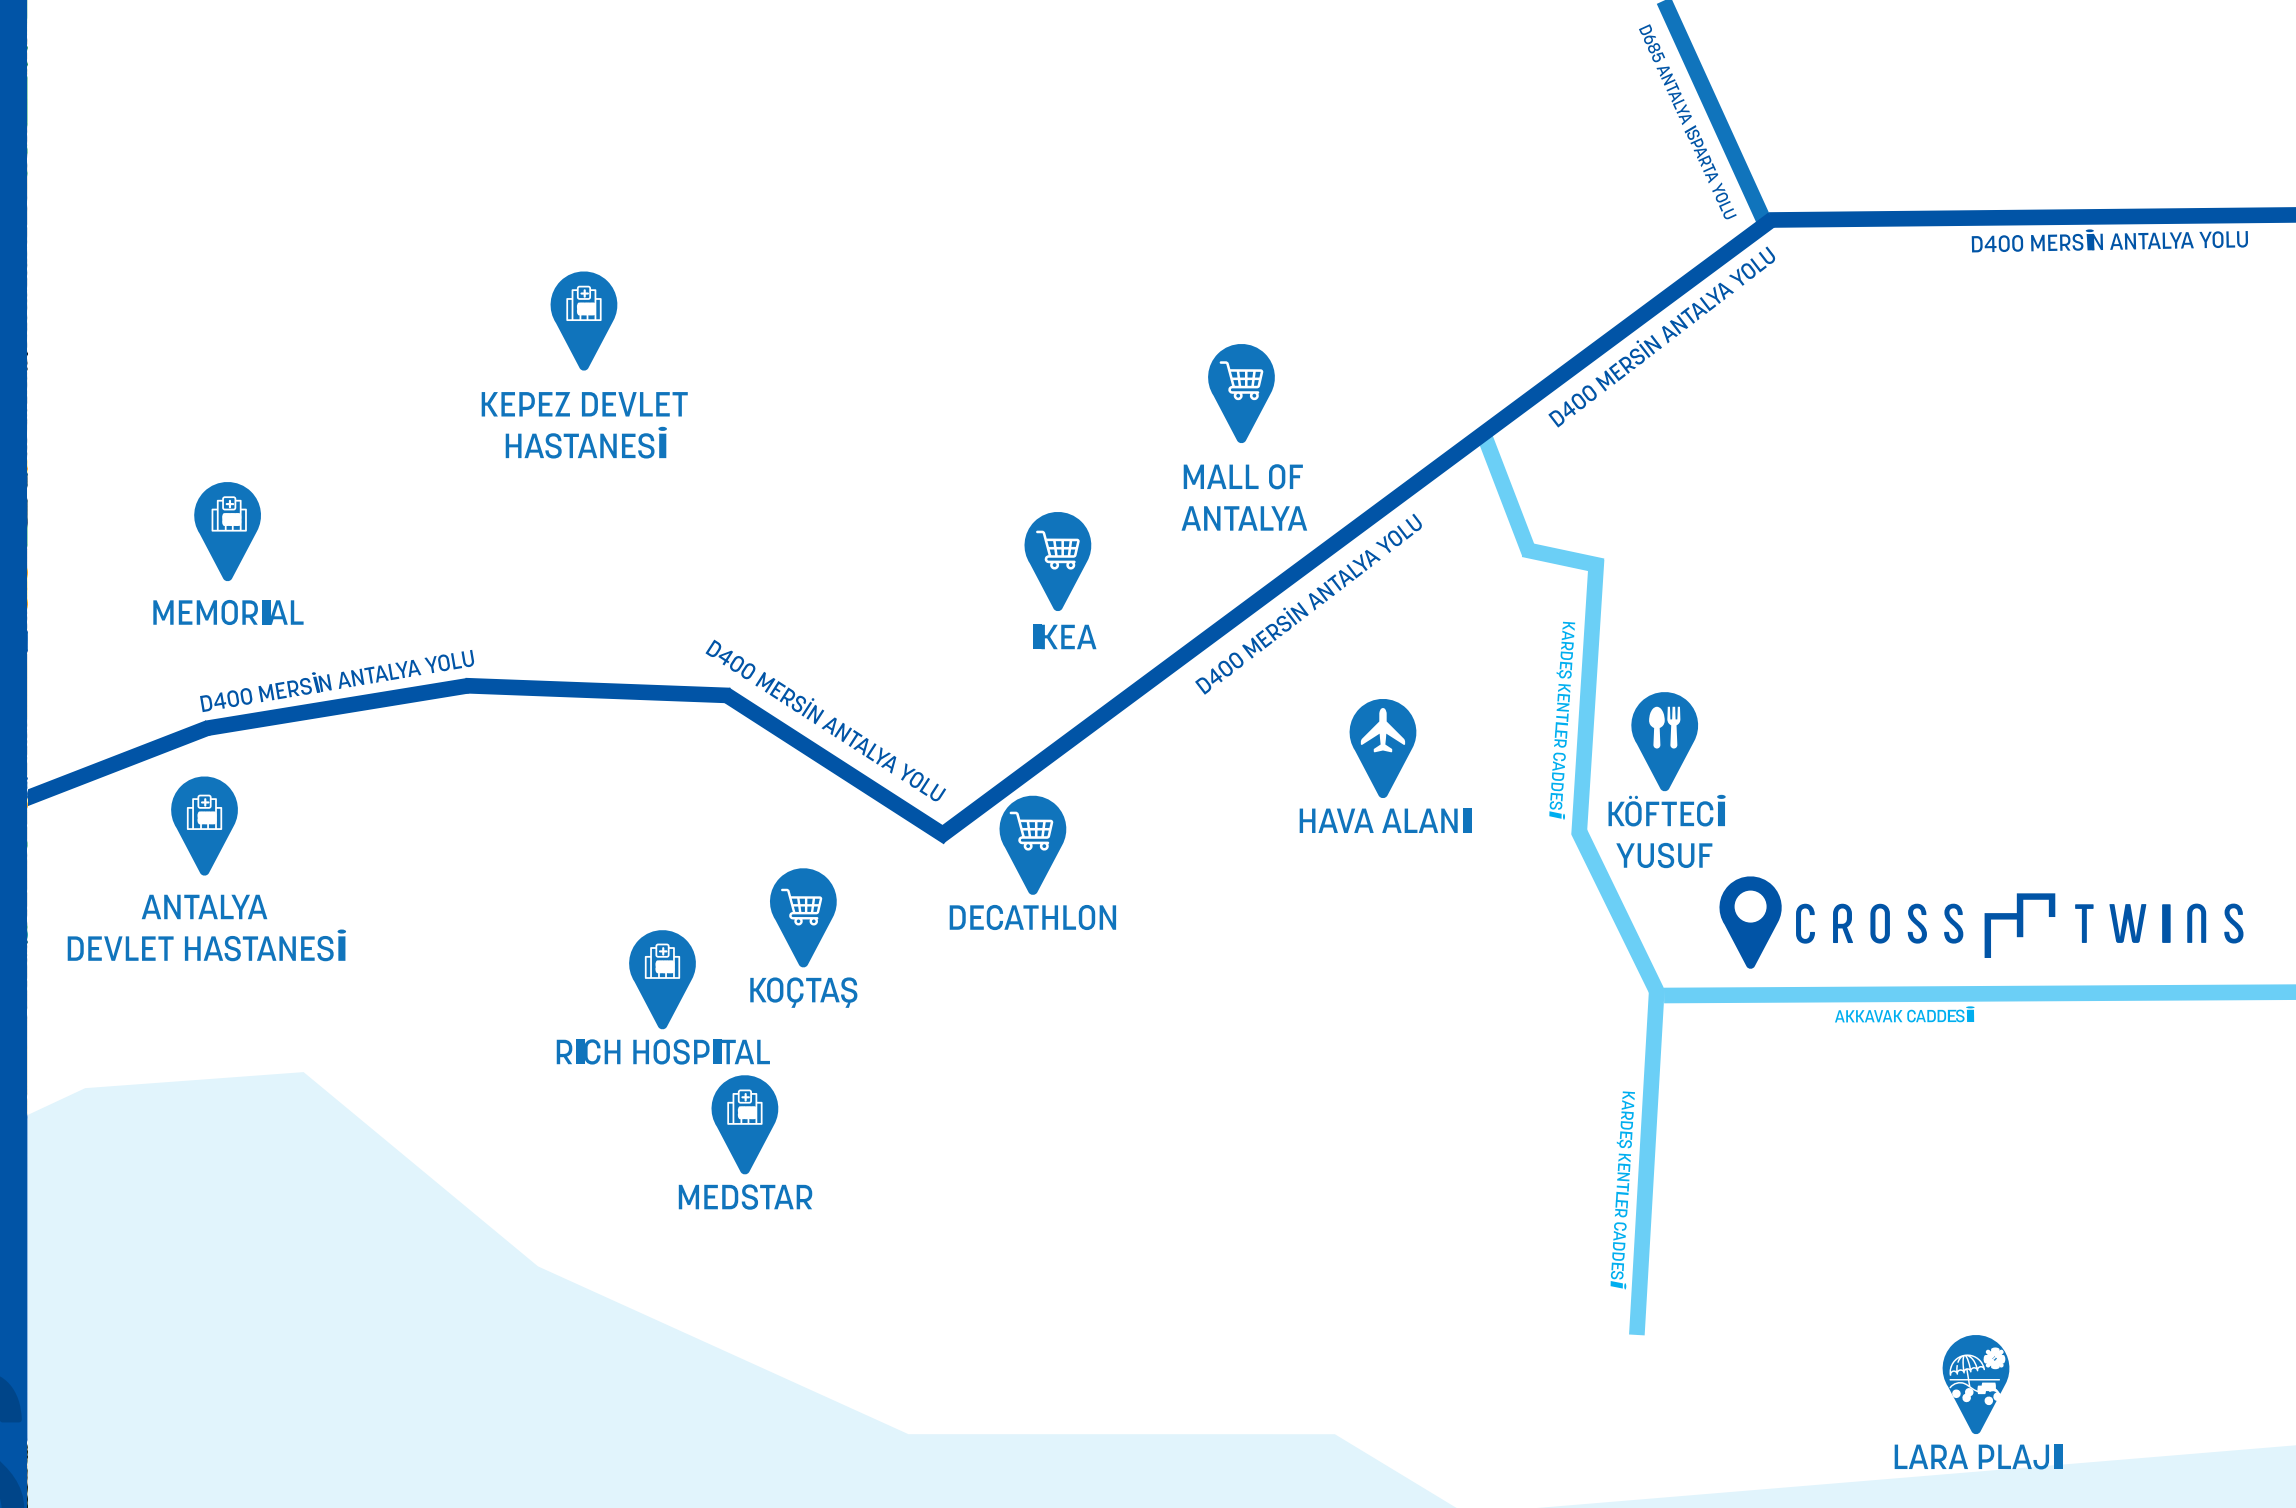 D685 ANTALYA ISPARTA YOLU
D400 MERSİN ANTALYA YOLU
D400 MERSİN ANTALYA YOLU
KEPEZ DEVLET
HASTANESİ
MALL OF
ANTALYA
MEMORIAL
IKEA
D400 MERSİN ANTALYA YOLU
D400 MERSİN ANTALYA YOLU
D400 MERSİN ANTALYA YOLU
KARDEŞ KENTLER CADDESİ
HAVA ALANI
KÖFTECİ
YUSUF
ANTALYA
DEVLET HASTANESİ
DECATHLON
CROSS TWINS
KOÇTAŞ
AKKAVAK CADDESİ
RICH HOSPITAL
MEDSTAR
KARDEŞ KENTLER CADDESİ
LARA PLAJI